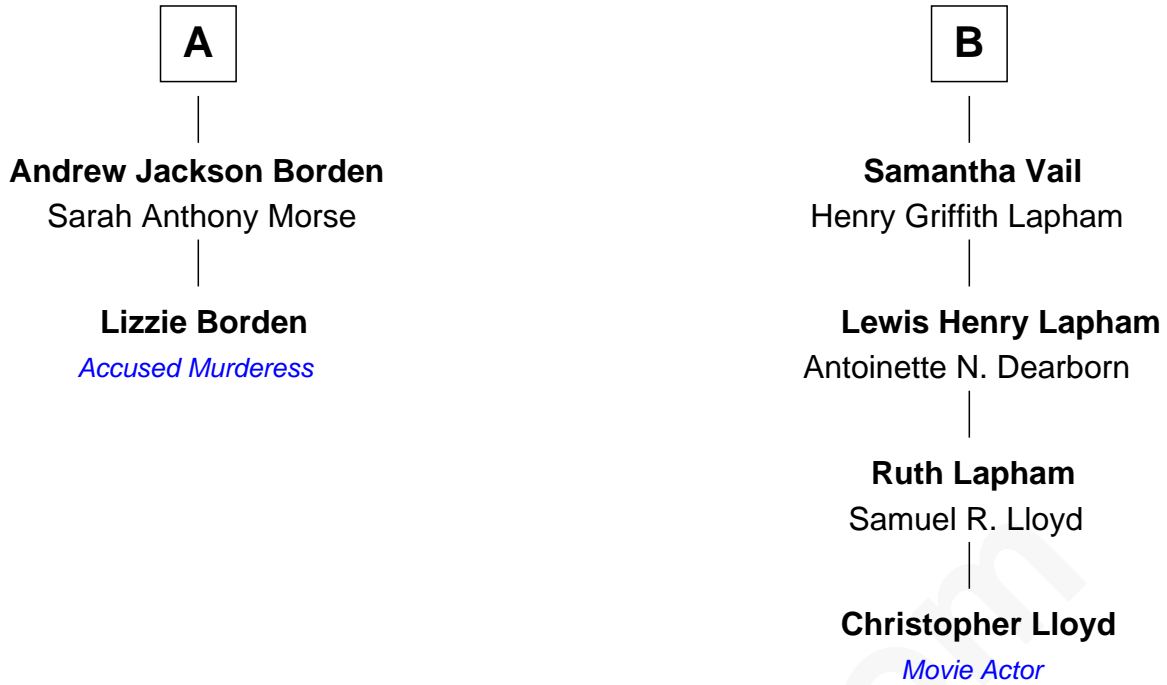 A
Andrew Jackson Borden
Sarah Anthony Morse
Lizzie Borden
Accused Murderess
B
Samantha Vail
Henry Griffith Lapham
Lewis Henry Lapham
Antoinette N. Dearborn
Ruth Lapham
Samuel R. Lloyd
Christopher Lloyd
Movie Actor